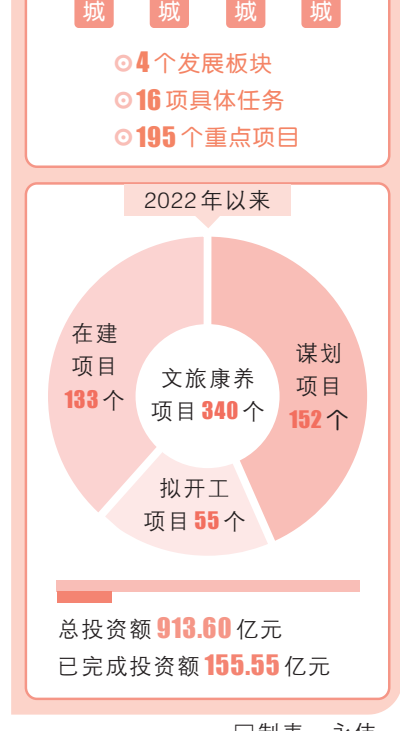 城 城 城 城
4个发展板块
16项具体任务
195个重点项目
2022年以来
在建
项目
133个
谋划
项目
152个
文旅康养
项目340个
拟开工
项目55个
总投资额913.60亿元
已完成投资额155.55亿元